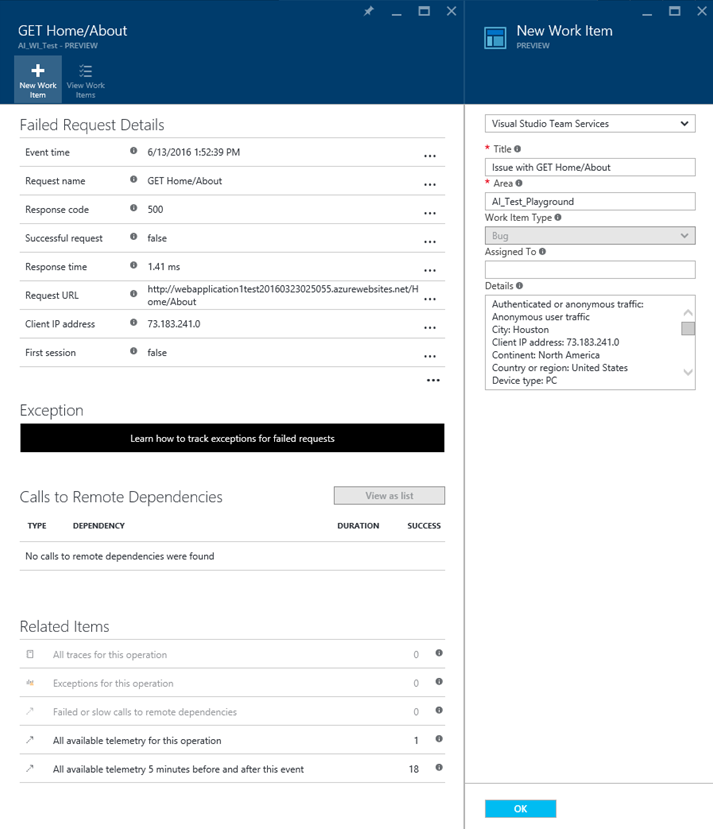 GET Home/About
AI_WI_Test - PREVIEW
New Work
Item
View Work
Items
Failed Request Details
Event time 6/13/2016 1:52:39 PM
Request name GET Home/About
Response code 500
Successful request false
Response time 1.41 ms
Request URL http://webapplication1test20160323025055.azurewebsites.net/H
ome/About
Client IP address 73.183.241.0
First session false
Exception
Learn how to track exceptions for failed requests
Calls to Remote Dependencies View as list
TYPE DEPENDENCY DURATION SUCCESS
No calls to remote dependencies were found
Related Items
All traces for this operation 0
Exceptions for this operation 0
Failed or slow calls to remote dependencies 0
All available telemetry for this operation 1
All available telemetry 5 minutes before and after this event 18
New Work Item
PREVIEW
Visual Studio Team Services
* Title
Issue with GET Home/About
* Area
AI_Test_Playground
Work Item Type
Bug
Assigned To
Details
Authenticated or anonymous traffic:
Anonymous user traffic
City: Houston
Client IP address: 73.183.241.0
Continent: North America
Country or region: United States
Device type: PC
OK